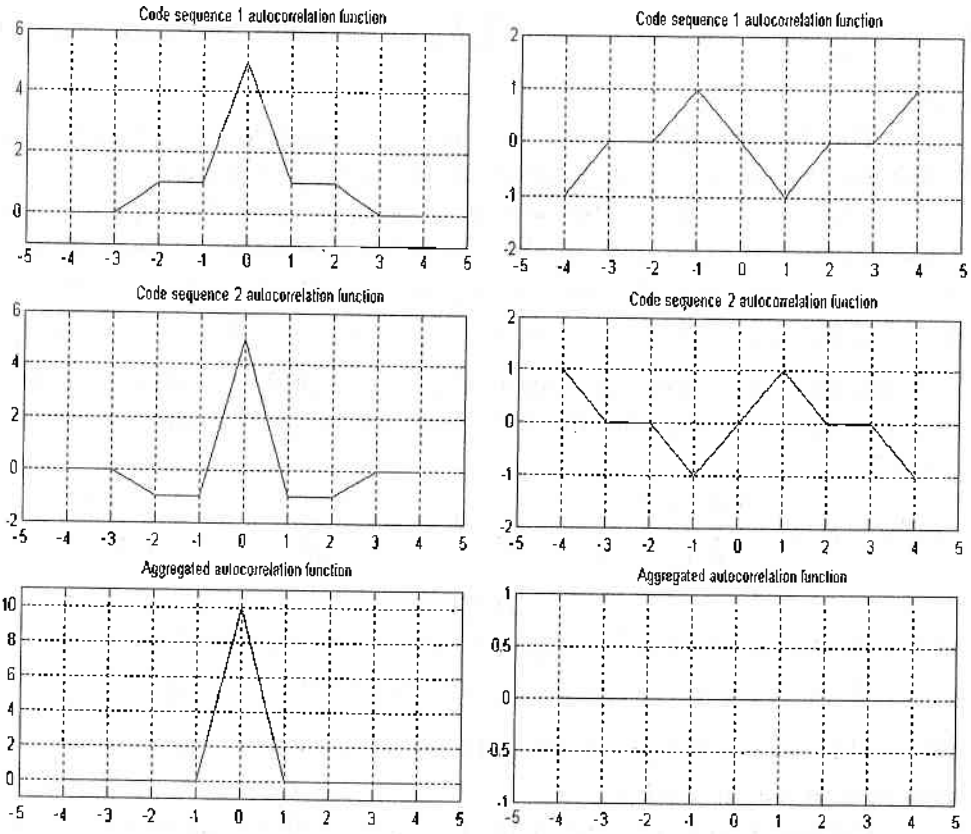 Code sequence 1 autocorrelation function
6
4
2
0
-5 -4 -3 -2 -1 0 1 2 3 4 5
Code sequence 1 autocorrelation function
2
1
0
-1
-2
-5 -4 -3 -2 -1 0 1 2 3 4 5
Code sequence 2 autocorrelation function
6
4
2
0
-2
-5 -4 -3 -2 -1 0 1 2 3 4 5
Code sequence 2 autocorrelation function
2
1
0
-1
-2
-5 -4 -3 -2 -1 0 1 2 3 4 5
Aggregated autocorrelation function
10
8
6
4
2
0
-5 -4 -3 -2 -1 0 1 2 3 4 5
Aggregated autocorrelation function
1
0.5
0
-0.5
-1
-5 -4 -3 -2 -1 0 1 2 3 4 5